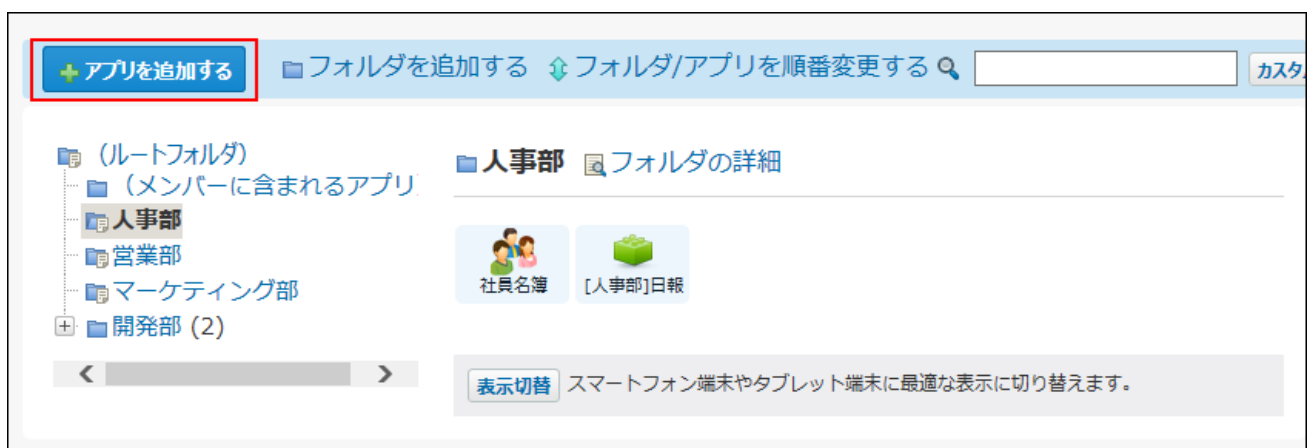 アプリを追加する フォルダを追加する フォルダ/アプリを順番変更する カスタ
(ルートフォルダ)
(メンバーに含まれるアプリ
人事部
営業部
マーケティング部
開発部 (2)
人事部 フォルダの詳細
社員名簿 [人事部]日報
表示切替 スマートフォン端末やタブレット端末に最適な表示に切り替えます。